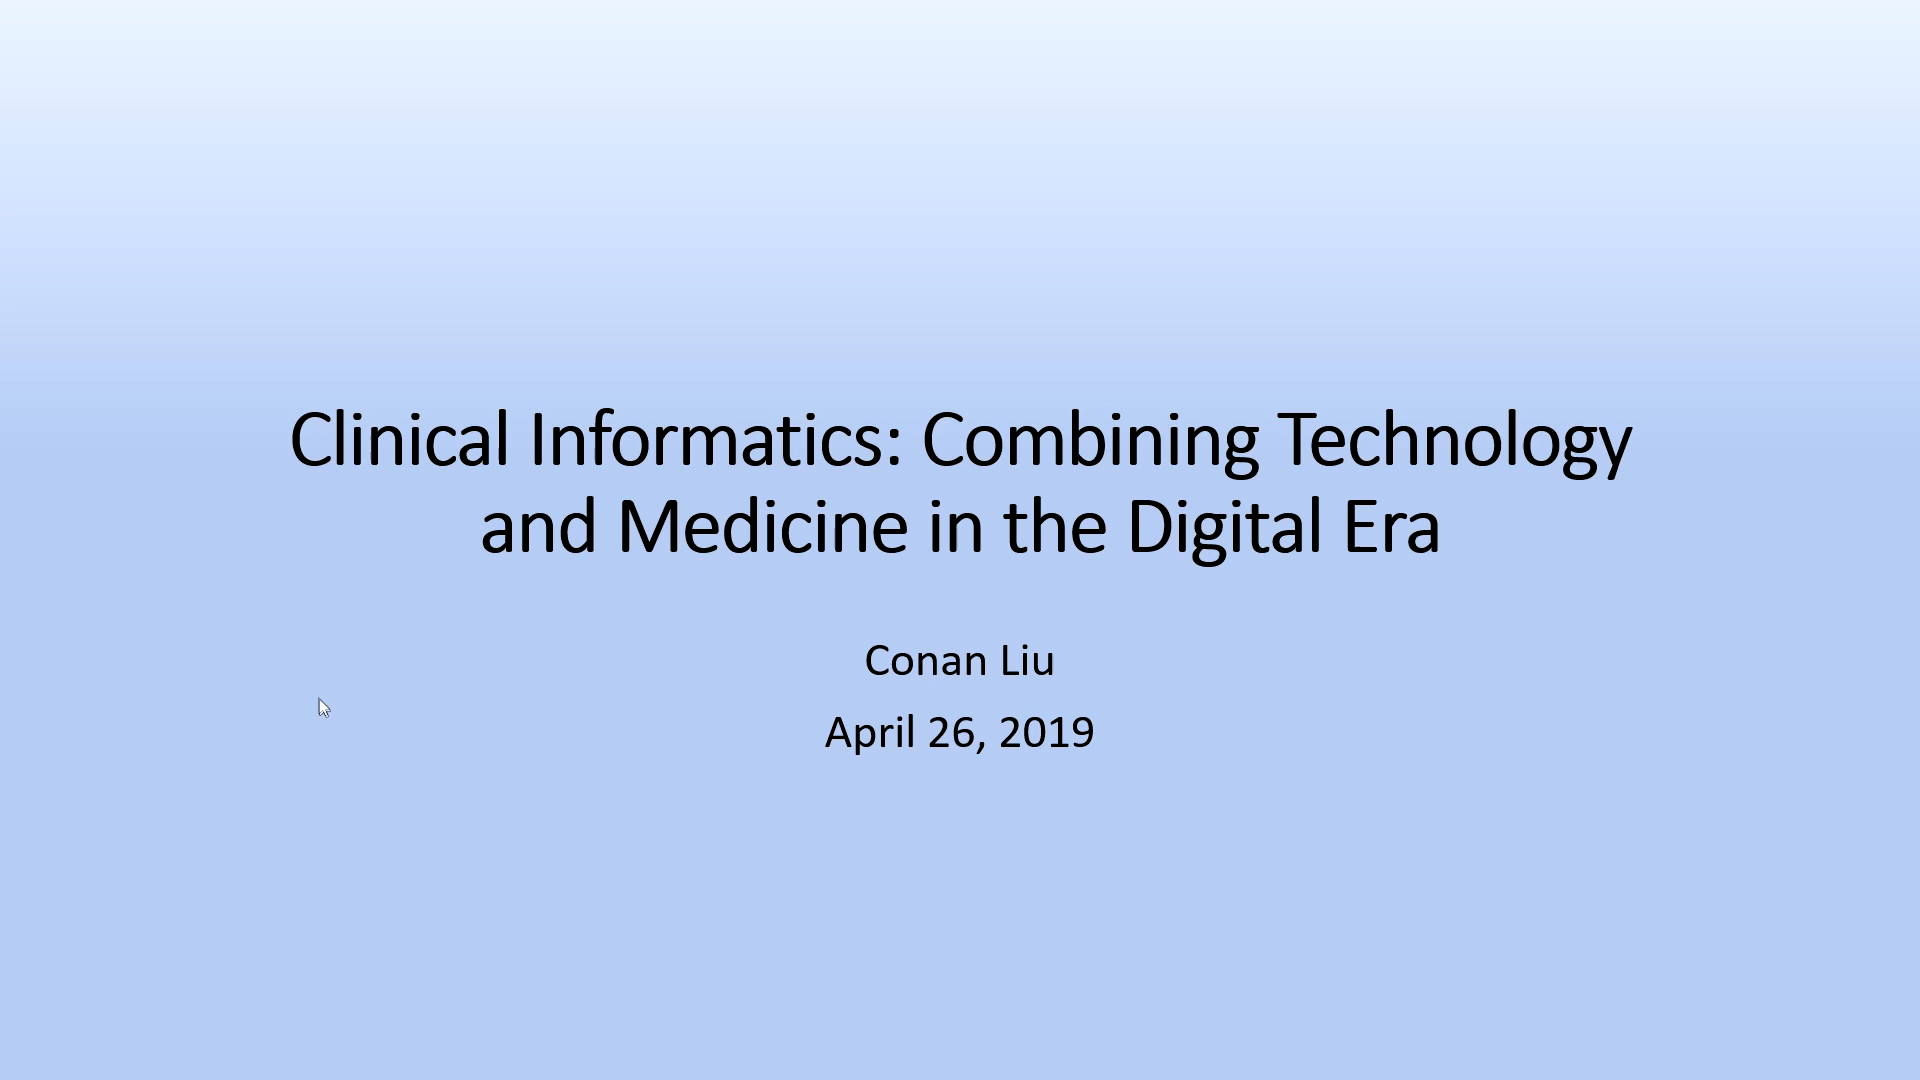 Clinical Informatics: Combining Technology
and Medicine in the Digital Era
Conan Liu
April 26, 2019